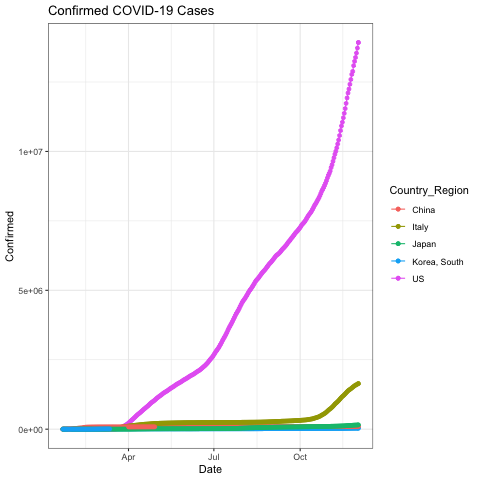 Confirmed COVID-19 Cases
Confirmed
1e+07
5e+06
0e+00
Apr
Jul
Oct
Date
Country_Region
China
Italy
Japan
Korea, South
US